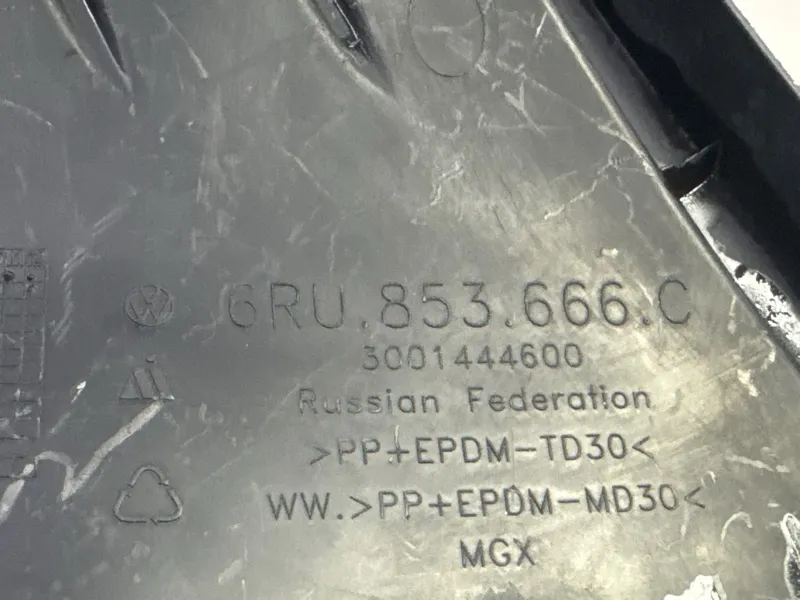 6RU.853.666.C
3001444600
Russian Federation
>PP+EPDM-TD30<
WW.>PP+EPDM-MD30<
MGX